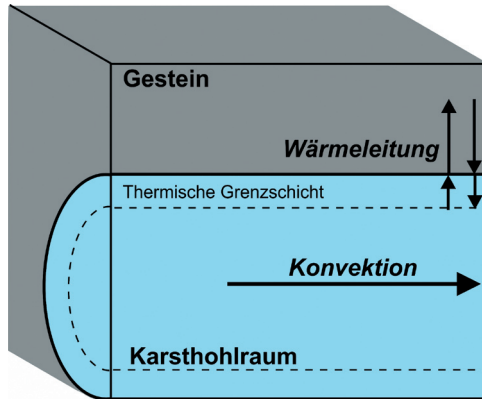 Gestein
Wärmeleitung
Thermische Grenzschicht
Konvektion
Karsthohlraum